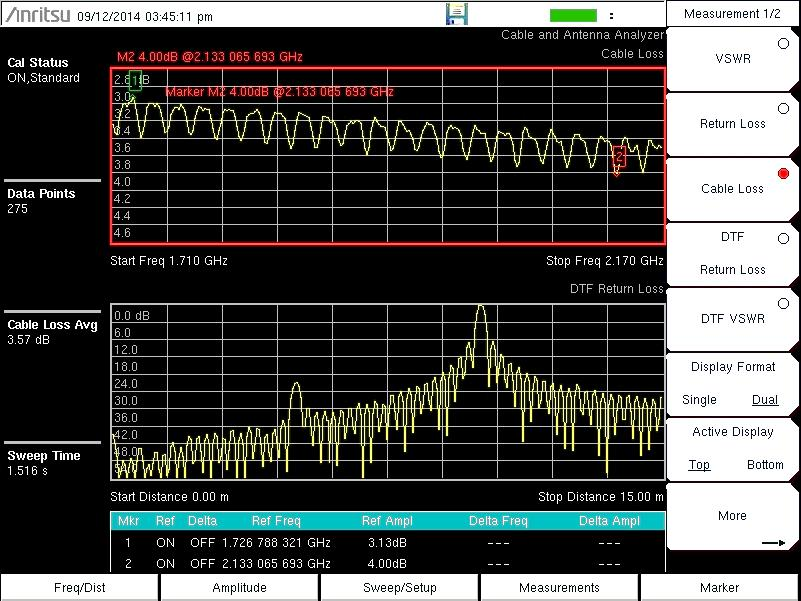 Anritsu 09/12/2014 03:45:11 pm
Measurement 1/2
Cable and Antenna Analyzer
Cal Status
ON,Standard
M2 4.00dB @2.133 065 693 GHz
Cable Loss
VSWR
1
Marker M2 4.00dB @2.133 065 693 GHz
3.0
3.2
3.4
3.6
3.8
4.0
4.2
4.4
4.6
2
Return Loss
Cable Loss
Data Points
275
Start Freq 1.710 GHz
Stop Freq 2.170 GHz
DTF
Return Loss
DTF Return Loss
Cable Loss Avg
3.57 dB
0.0 dB
6.0
12.0
18.0
24.0
30.0
36.0
42.0
DTF VSWR
Display Format
Single Dual
Active Display
Top Bottom
Sweep Time
1.516 s
Start Distance 0.00 m
Stop Distance 15.00 m
More
Mkr Ref Delta Ref Freq Ref Ampl Delta Freq Delta Ampl
1 ON OFF 1.726 788 321 GHz 3.13dB --- ---
2 ON OFF 2.133 065 693 GHz 4.00dB --- ---
Freq/Dist Amplitude Sweep/Setup Measurements Marker